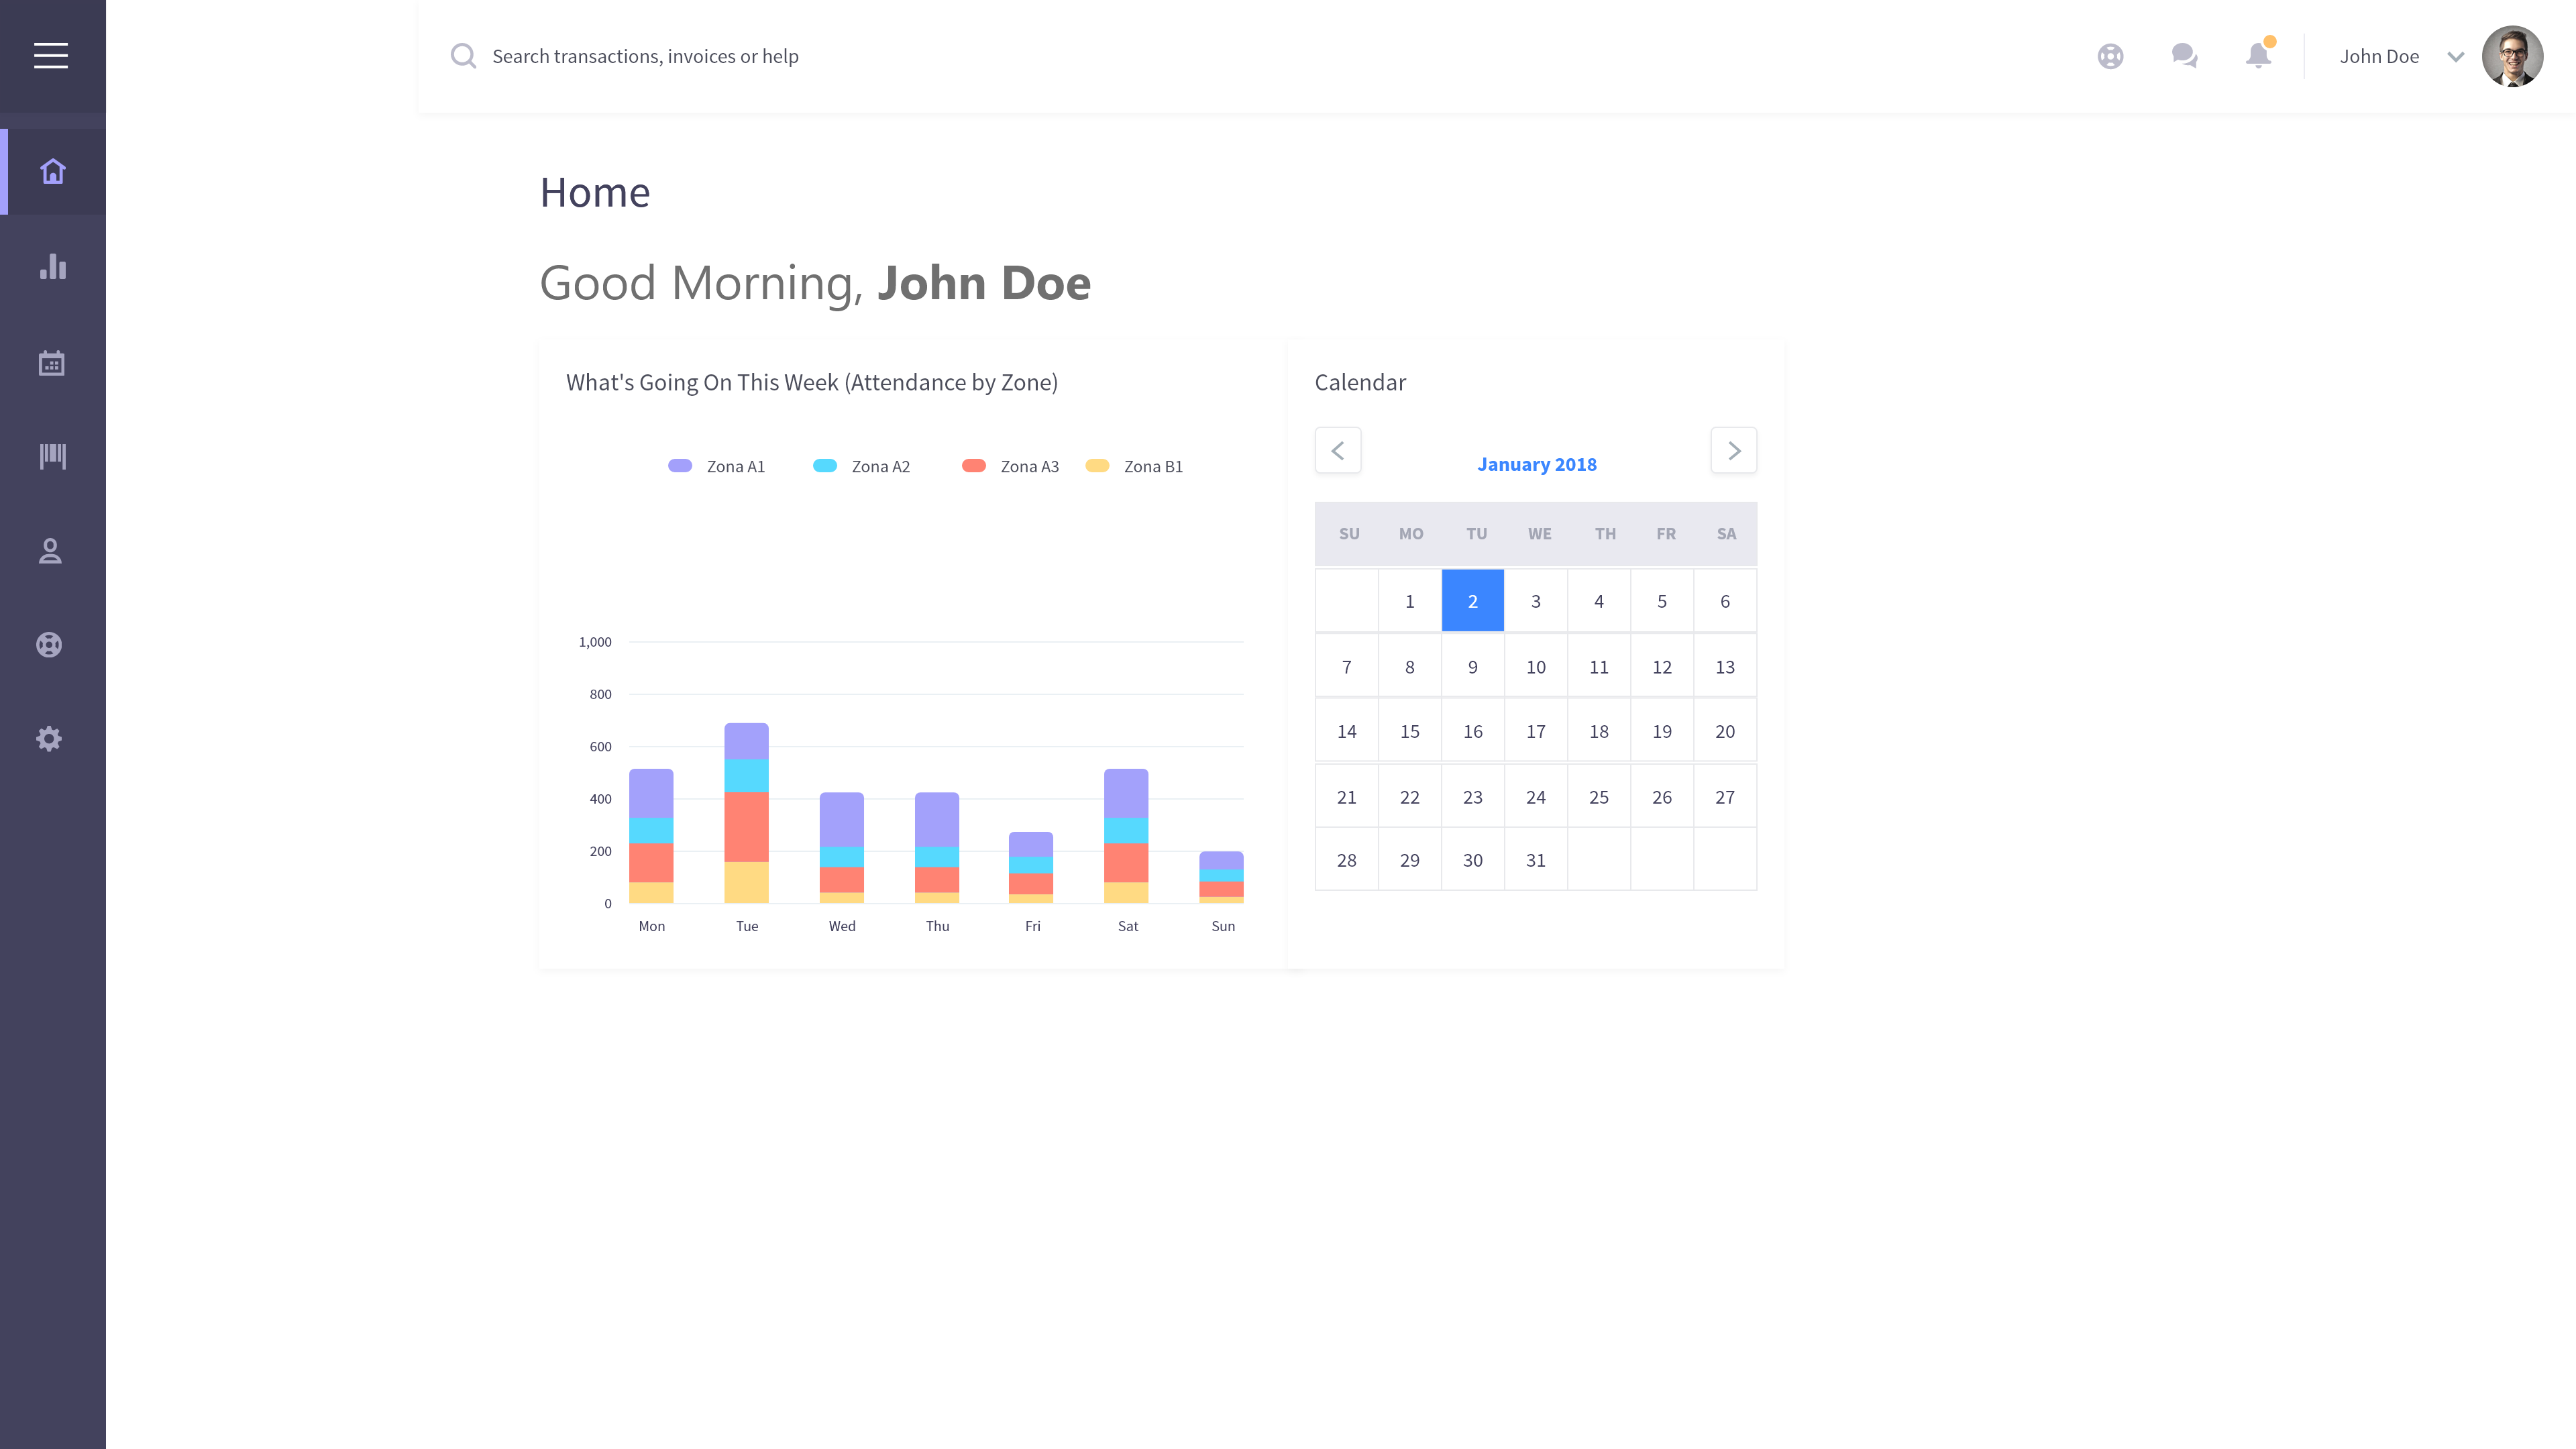 Search transactions, invoices or help
John Doe
Home
Good Morning, John Doe
What's Going On This Week (Attendance by Zone)
Zona A1 Zona A2 Zona A3 Zona B1
1,000
800
600
400
200
0
Mon Tue Wed Thu Fri Sat Sun
Calendar
January 2018
SU MO TU WE TH FR SA
1 2 3 4 5 6
7 8 9 10 11 12 13
14 15 16 17 18 19 20
21 22 23 24 25 26 27
28 29 30 31